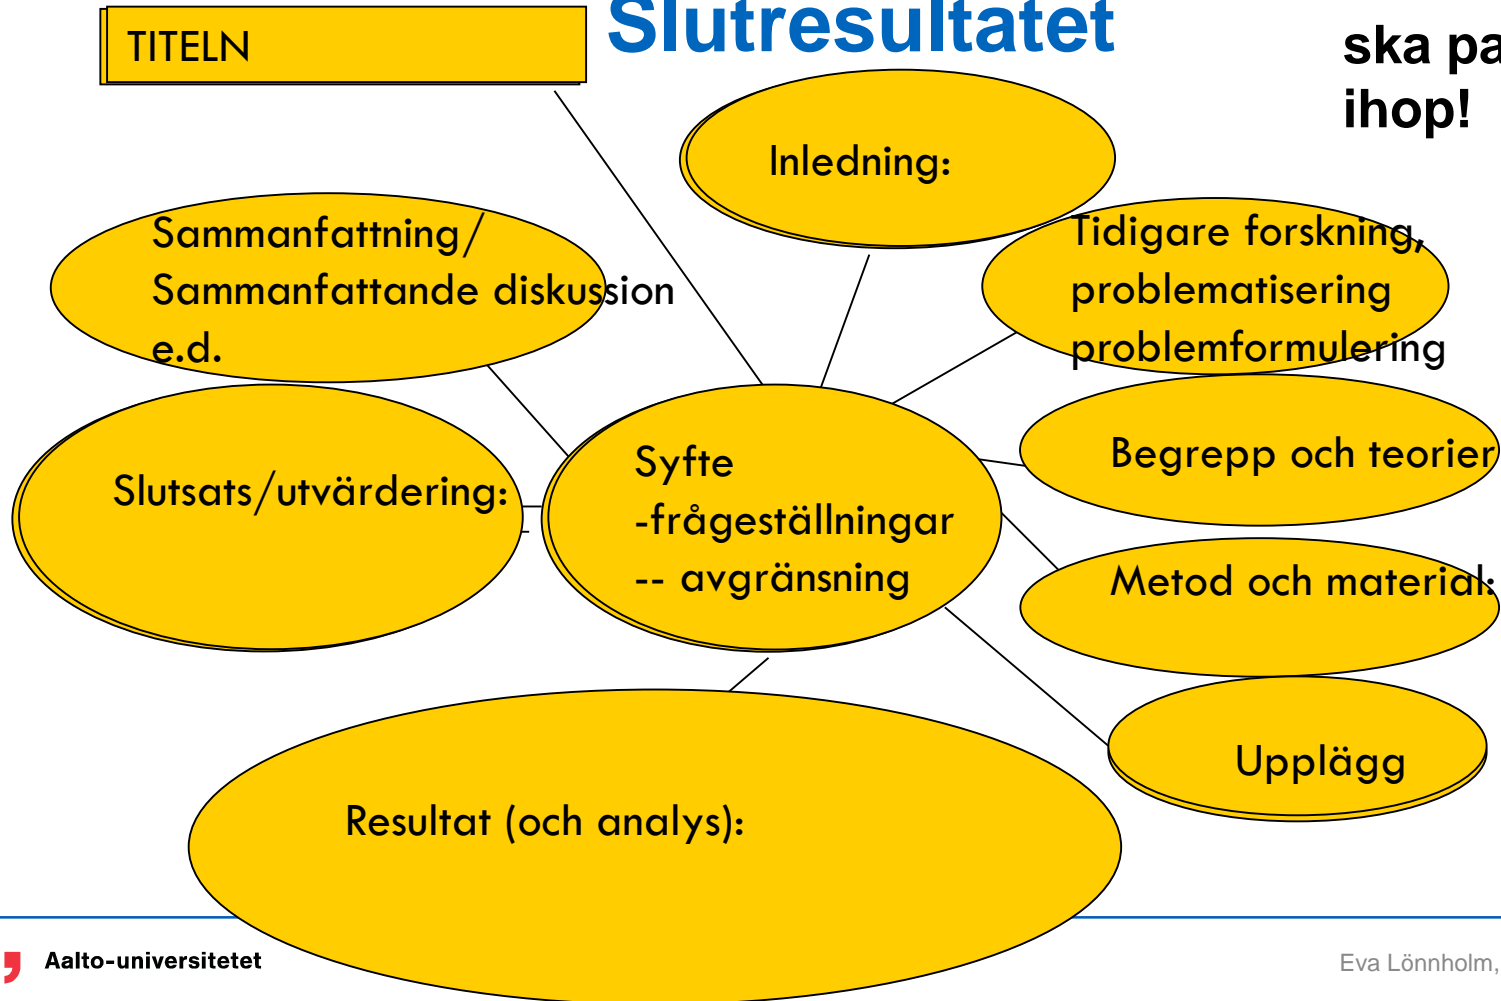 Slutresultatet
ska pa
ihop!
TITELN
Inledning:
Sammanfattning/
Sammanfattande diskussion
e.d.
Tidigare forskning,
problematisering
problemformulering
Begrepp och teorier
Slutsats/utvärdering:
Syfte
-frågeställningar
-- avgränsning
Metod och material:
Upplägg
Resultat (och analys):
Aalto-universitetet
Eva Lönnholm,